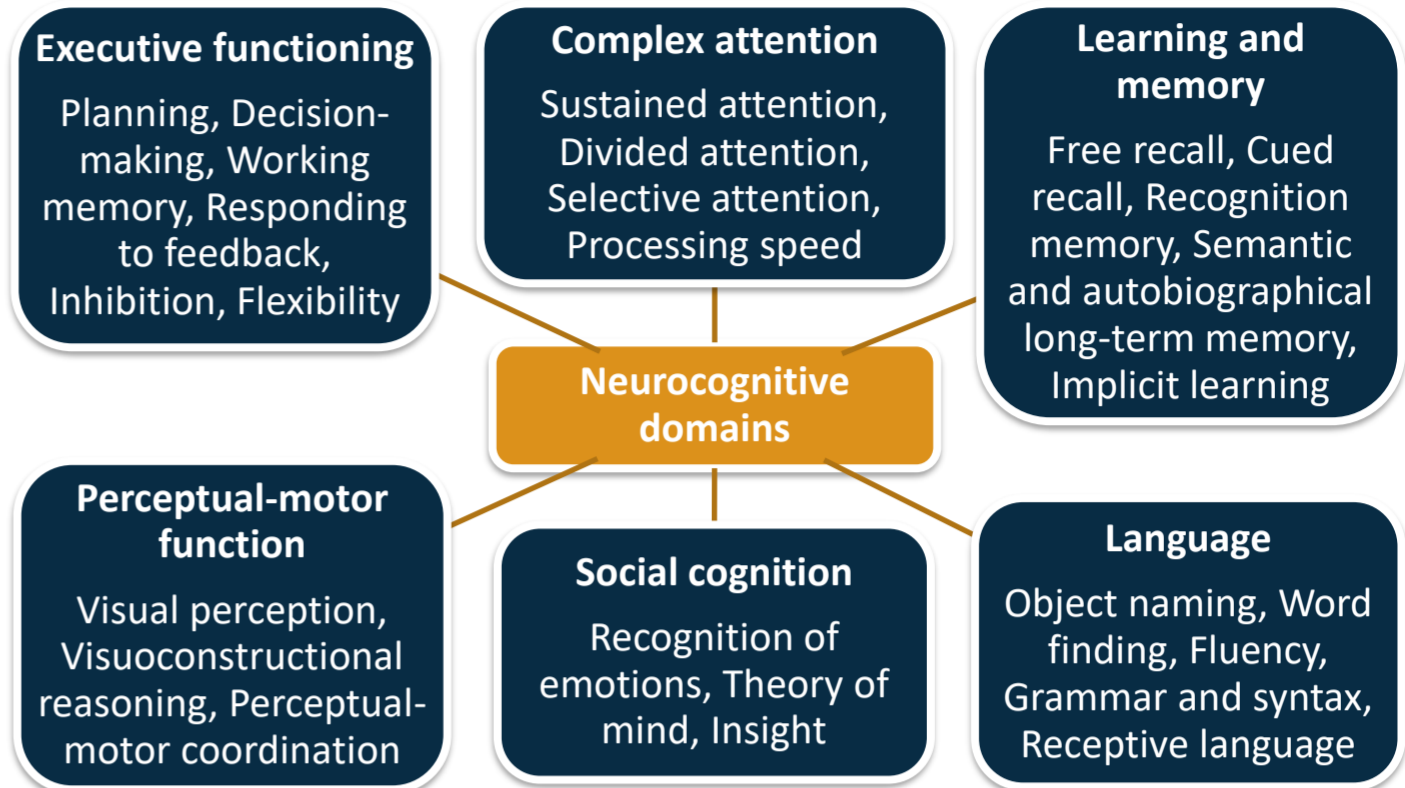 Executive functioning
Planning, Decision-
making, Working
memory, Responding
to feedback,
Inhibition, Flexibility
Complex attention
Sustained attention,
Divided attention,
Selective attention,
Processing speed
Learning and
memory
Free recall, Cued
recall, Recognition
memory, Semantic
and autobiographical
long-term memory,
Implicit learning
Neurocognitive
domains
Perceptual-motor
function
Visual perception,
Visuoconstructional
reasoning, Perceptual-
motor coordination
Social cognition
Recognition of
emotions, Theory of
mind, Insight
Language
Object naming, Word
finding, Fluency,
Grammar and syntax,
Receptive language